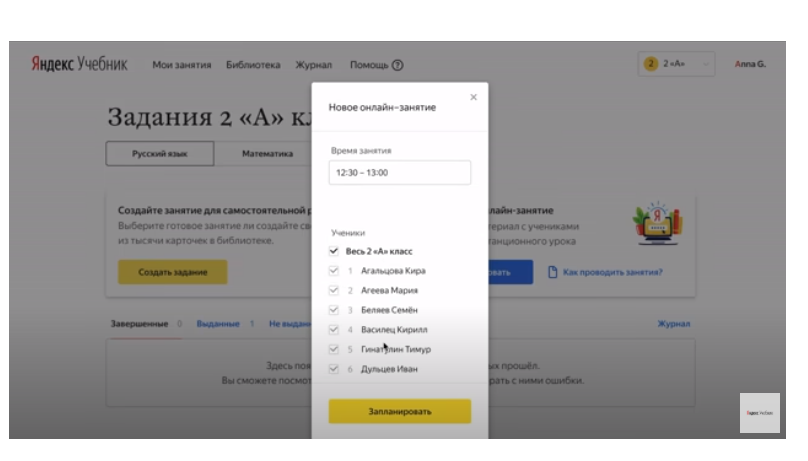 Яндекс Учебник
Мои занятия Библиотека Журнал Помощь ?
2 2 «А» Anna G.
Задания 2 «А» к
Русский язык Математика
Создайте занятие для самостоятельной р
Выберите готовое занятие ли создайте св
из тысячи карточек в библиотеке.
Создать задание
Новое онлайн-занятие
Время занятия
12:30 – 13:00
Ученики
Весь 2 «А» класс
1 Агальцова Кира
2 Агеева Мария
3 Беляев Семён
4 Василец Кирилл
5 Гинатулин Тимур
6 Дульцев Иван
Запланировать
лайн-занятие
териал с учениками
танционного урока
овать Как проводить занятия?
Завершенные 0 Выданные 1 Не выдан
Журнал
Здесь поя
ых прошёл.
Вы сможете посмот
рать с ними ошибки.
Яндекс Учебник